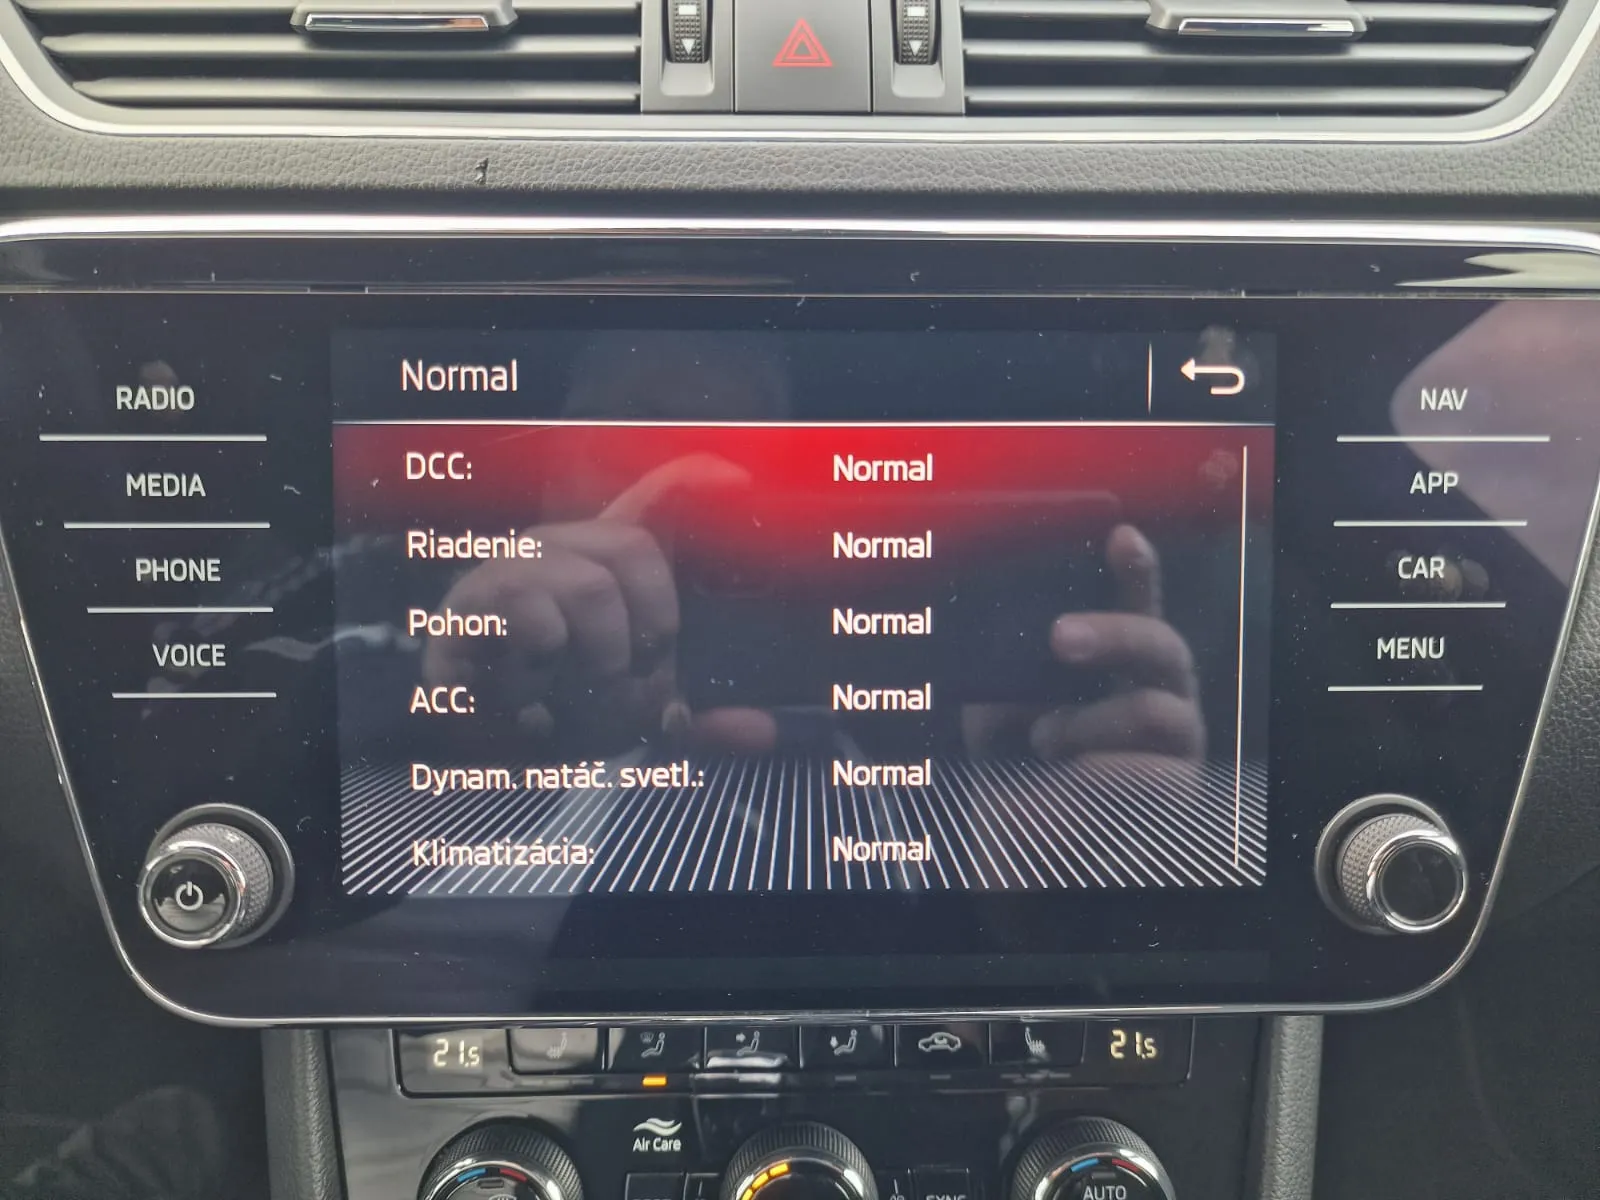 Normal
DCC: Normal
Riadenie: Normal
Pohon: Normal
ACC: Normal
Dynam. natáč. svetl.: Normal
Klimatizácia: Normal
RADIO
MEDIA
PHONE
VOICE
NAV
APP
CAR
MENU
21,5
21,5
Air Care
AUTO